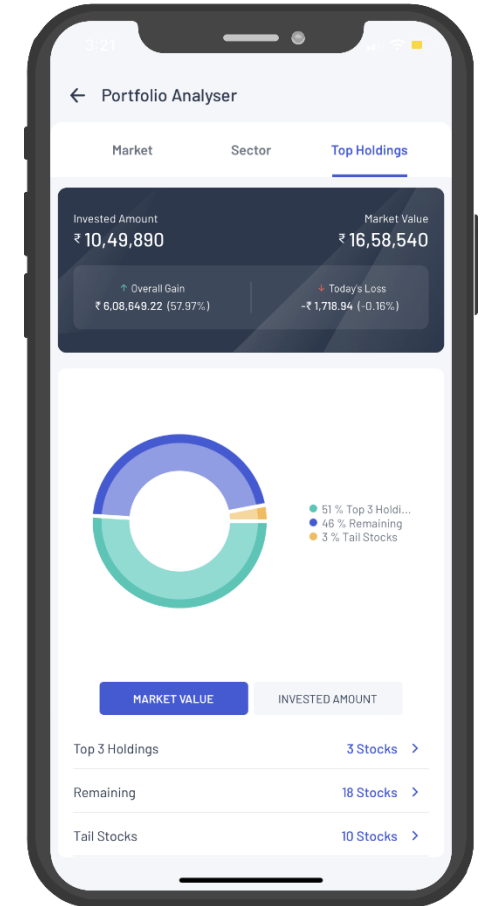 3:21
Portfolio Analyser
Market Sector Top Holdings
Invested Amount Market Value
₹ 10,49,890 ₹ 16,58,540
↑ Overall Gain ↓ Today's Loss
₹ 6,08,649.22 (57.97%) -₹ 1,718.94 (-0.16%)
51 % Top 3 Holdi...
46 % Remaining
3 % Tail Stocks
MARKET VALUE INVESTED AMOUNT
Top 3 Holdings 3 Stocks >
Remaining 18 Stocks >
Tail Stocks 10 Stocks >